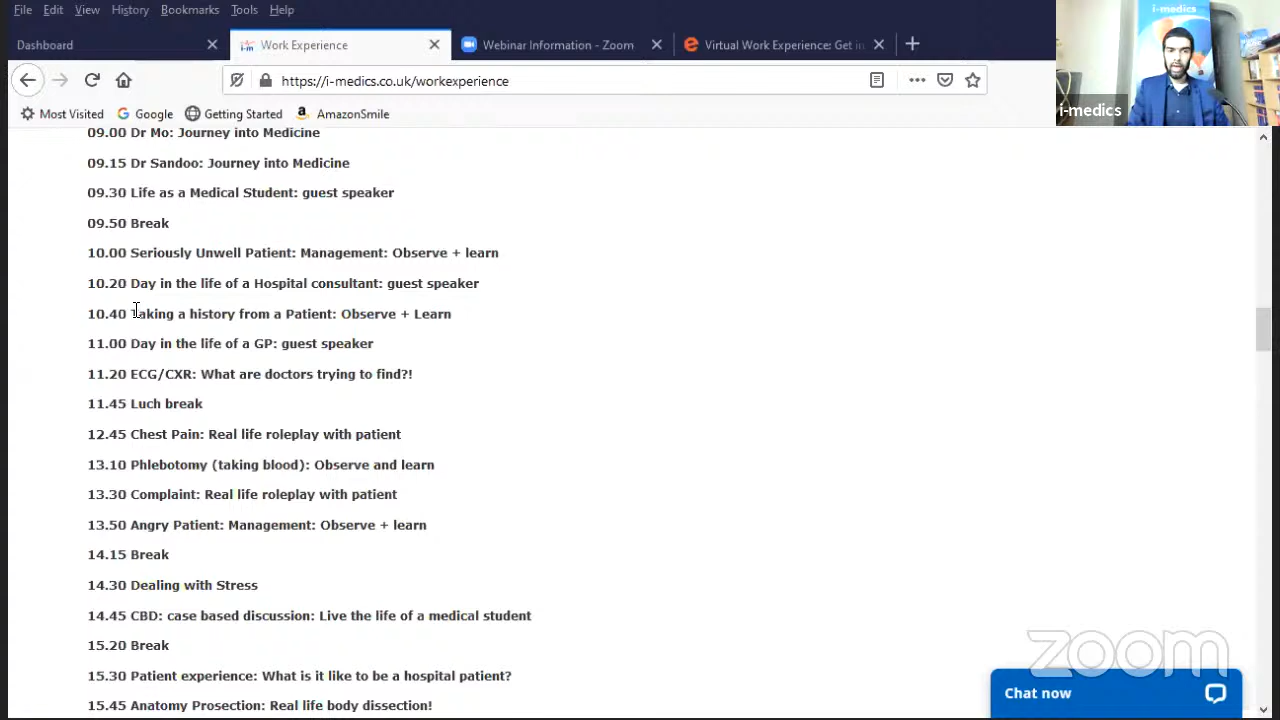 File Edit View History Bookmarks Tools Help
i-medics
Dashboard
i-m Work Experience
Webinar Information - Zoom
Virtual Work Experience: Get in
https://i-medics.co.uk/workexperience
Most Visited Google Getting Started AmazonSmile
i-medics
09.00 Dr Mo: Journey into Medicine
09.15 Dr Sandoo: Journey into Medicine
09.30 Life as a Medical Student: guest speaker
09.50 Break
10.00 Seriously Unwell Patient: Management: Observe + learn
10.20 Day in the life of a Hospital consultant: guest speaker
10.40 Taking a history from a Patient: Observe + Learn
11.00 Day in the life of a GP: guest speaker
11.20 ECG/CXR: What are doctors trying to find?!
11.45 Luch break
12.45 Chest Pain: Real life roleplay with patient
13.10 Phlebotomy (taking blood): Observe and learn
13.30 Complaint: Real life roleplay with patient
13.50 Angry Patient: Management: Observe + learn
14.15 Break
14.30 Dealing with Stress
14.45 CBD: case based discussion: Live the life of a medical student
15.20 Break
15.30 Patient experience: What is it like to be a hospital patient?
15.45 Anatomy Prosection: Real life body dissection!
zoom
Chat now